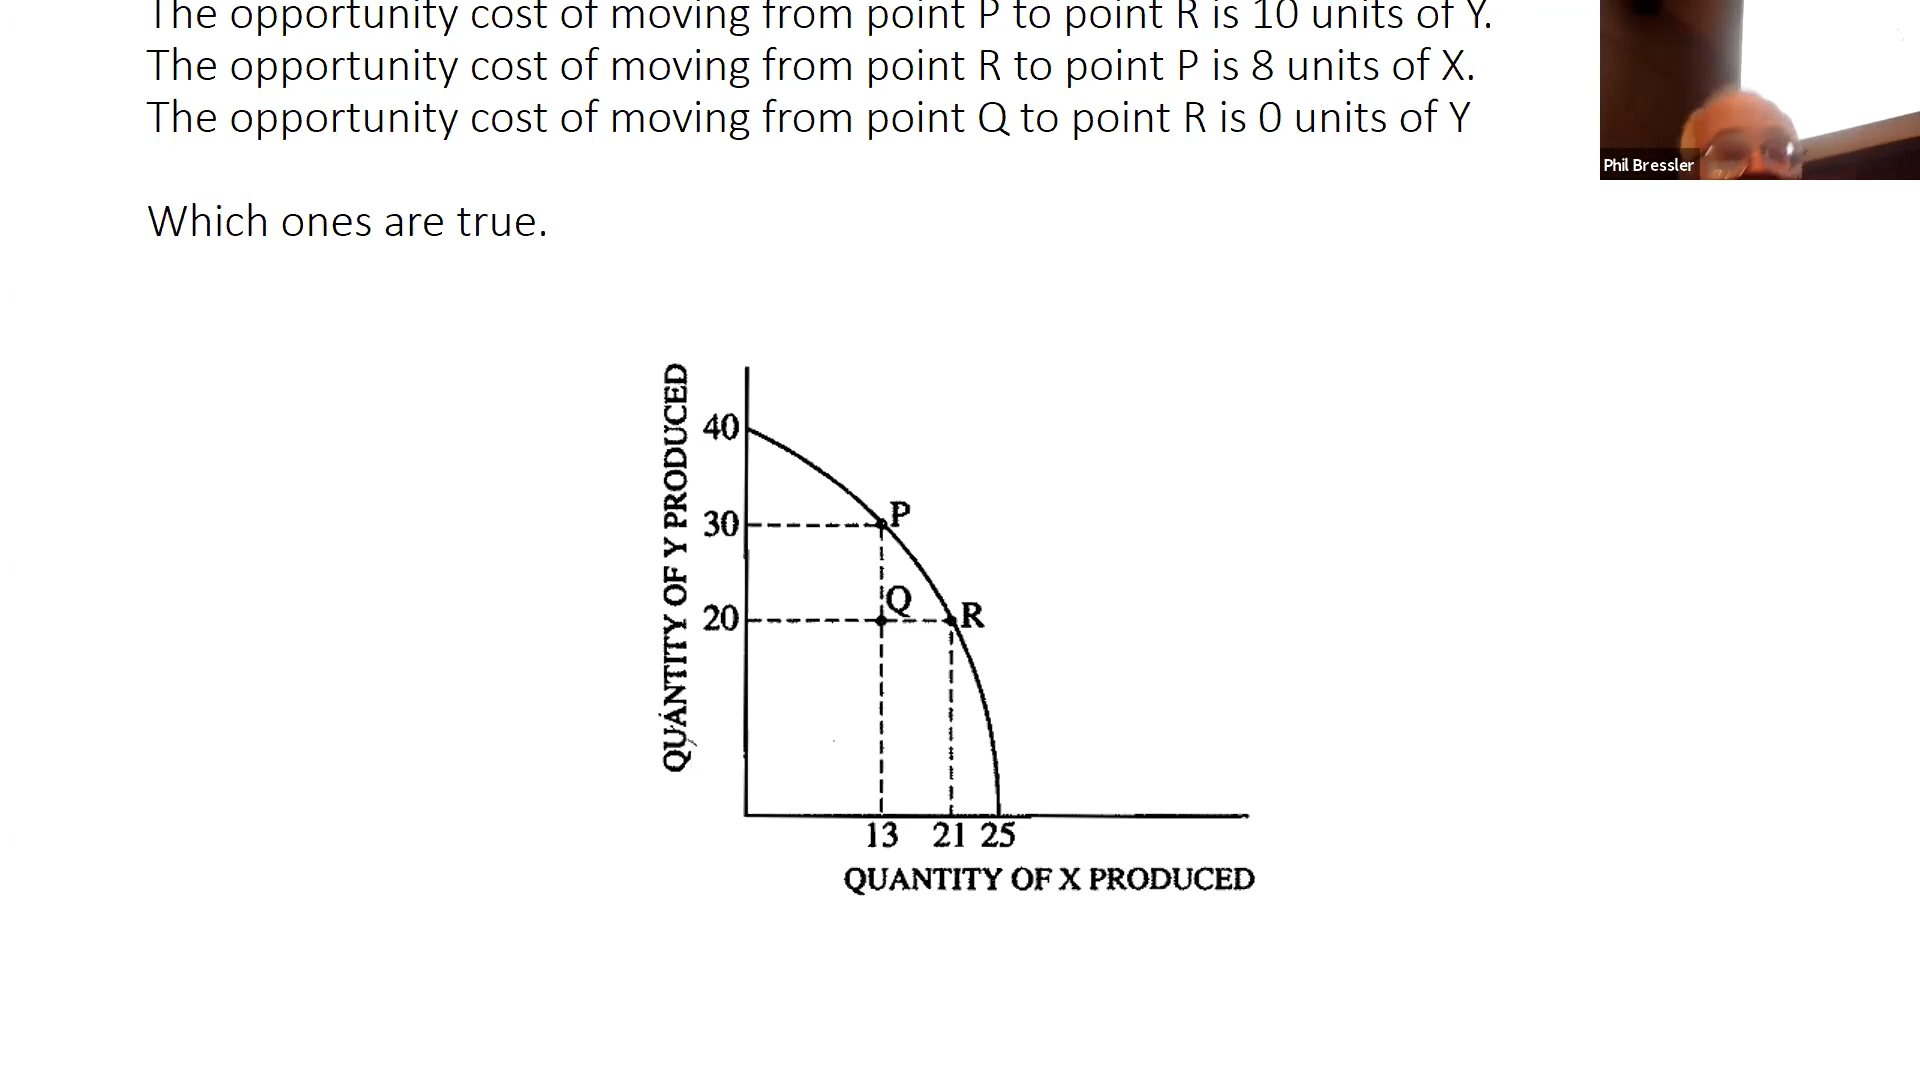 The opportunity cost of moving from point P to point R is 10 units of Y.
The opportunity cost of moving from point R to point P is 8 units of X.
The opportunity cost of moving from point Q to point R is 0 units of Y
Phil Bressler
Which ones are true.
QUANTITY OF Y PRODUCED
40
30
20
P
Q
R
13 21 25
QUANTITY OF X PRODUCED